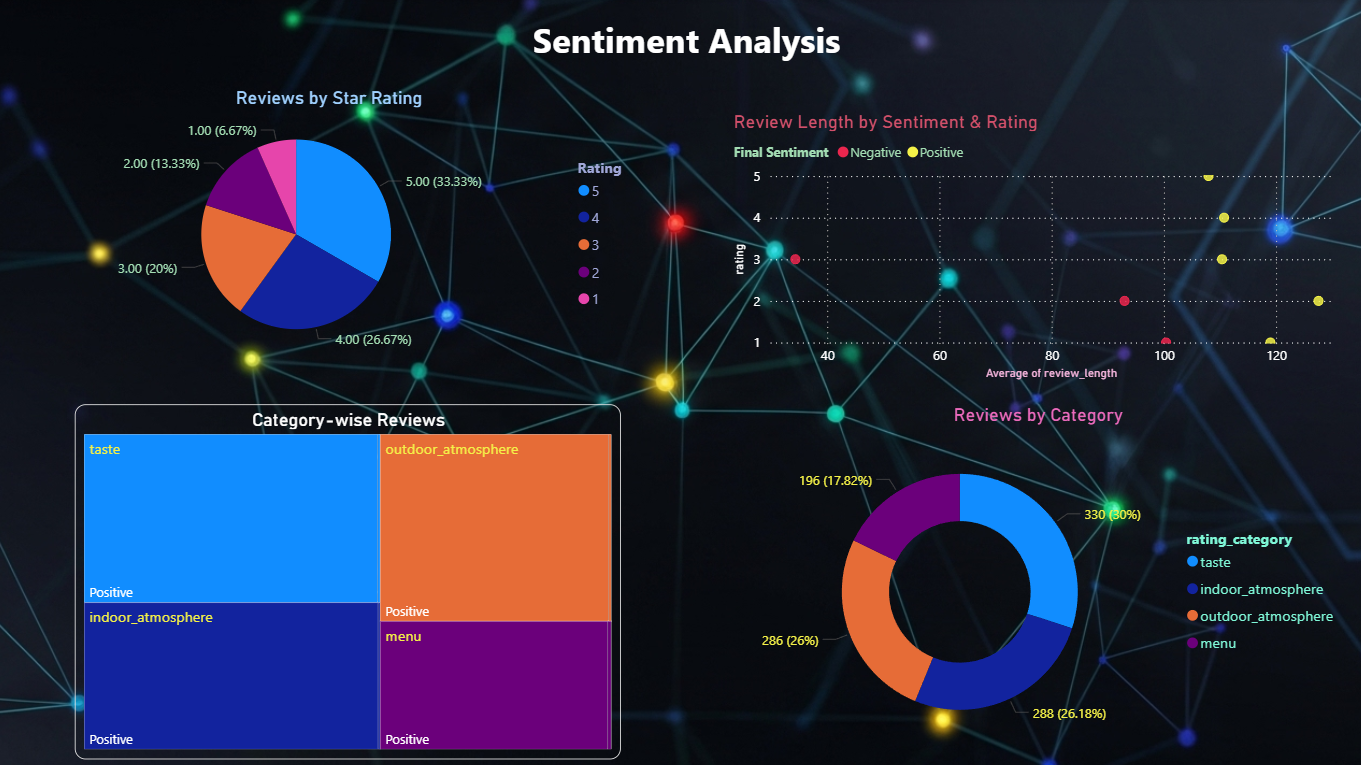 Sentiment Analysis
Reviews by Star Rating
1.00 (6.67%)
2.00 (13.33%)
5.00 (33.33%)
3.00 (20%)
4.00 (26.67%)
Rating
5
4
3
2
1
Review Length by Sentiment & Rating
Final Sentiment Negative Positive
5
4
3
2
1
rating
40 60 80 100 120
Average of review_length
Category-wise Reviews
taste
Positive
outdoor_atmosphere
Positive
indoor_atmosphere
Positive
menu
Positive
Reviews by Category
196 (17.82%)
330 (30%)
286 (26%)
288 (26.18%)
rating_category
taste
indoor_atmosphere
outdoor_atmosphere
menu